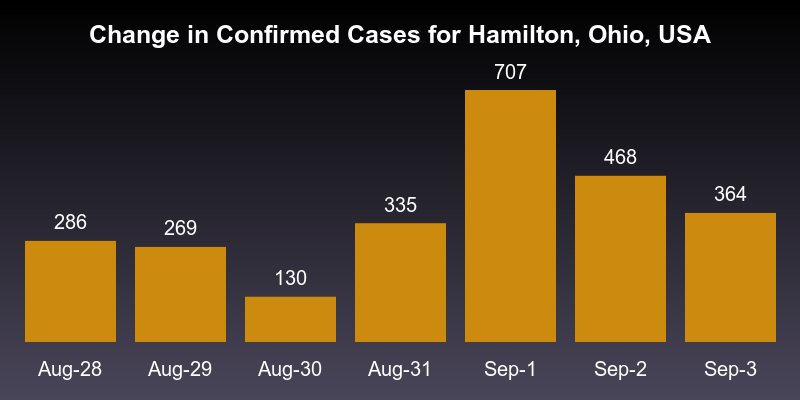 Change in Confirmed Cases for Hamilton, Ohio, USA
286
269
130
335
707
468
364
Aug-28
Aug-29
Aug-30
Aug-31
Sep-1
Sep-2
Sep-3